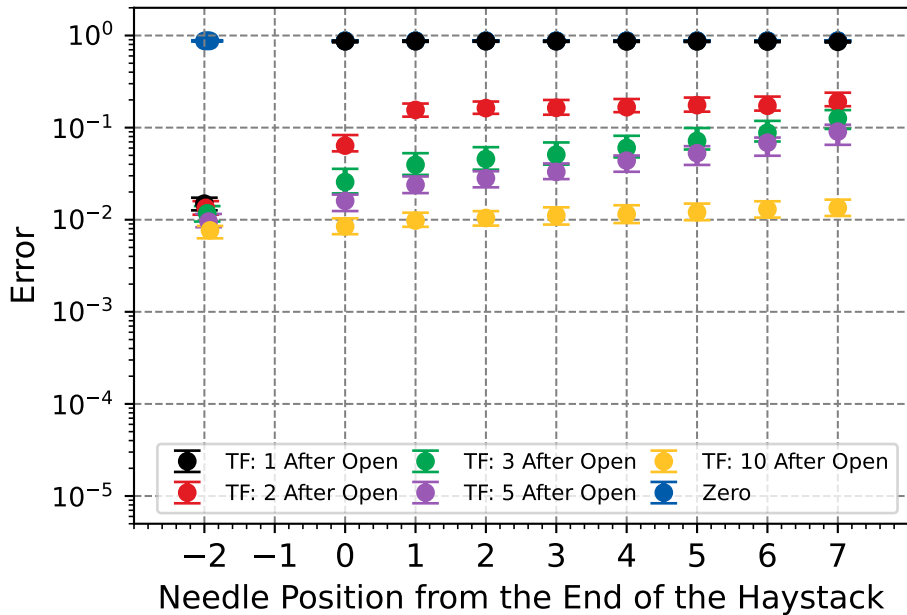 10⁰
10⁻¹
10⁻²
10⁻³
10⁻⁴
10⁻⁵
Error
TF: 1 After Open
TF: 2 After Open
TF: 3 After Open
TF: 5 After Open
TF: 10 After Open
Zero
−2 −1 0 1 2 3 4 5 6 7
Needle Position from the End of the Haystack